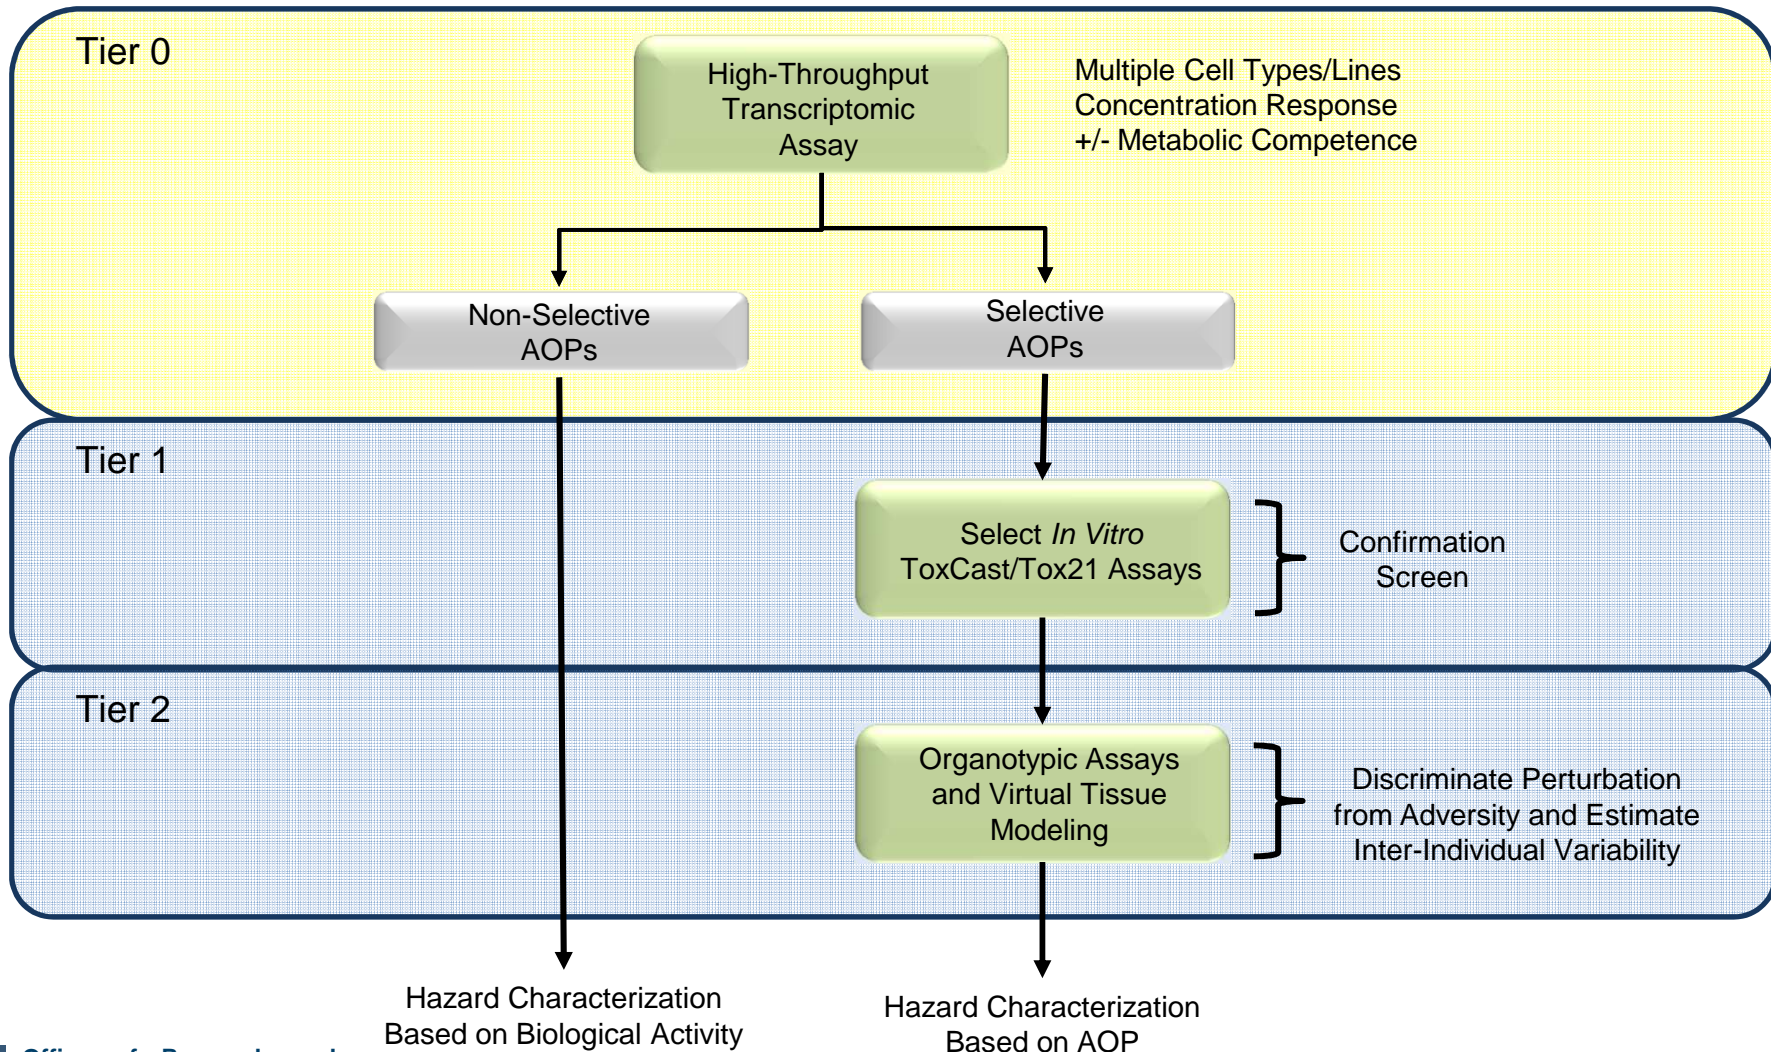 Tier 0
High-Throughput
Transcriptomic
Assay
Multiple Cell Types/Lines
Concentration Response
+/- Metabolic Competence
Non-Selective
AOPs
Selective
AOPs
Tier 1
Select In Vitro
ToxCast/Tox21 Assays
Confirmation
Screen
Tier 2
Organotypic Assays
and Virtual Tissue
Modeling
Discriminate Perturbation
from Adversity and Estimate
Inter-Individual Variability
Hazard Characterization
Based on Biological Activity
Hazard Characterization
Based on AOP